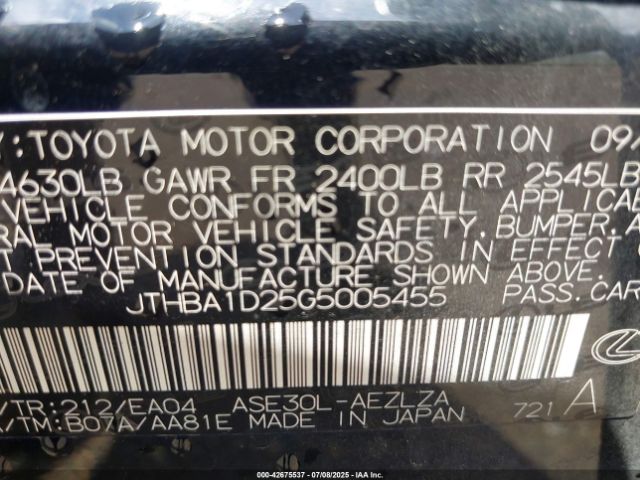 Y:TOYOTA MOTOR CORPORATION 09/
4630LB GAWR FR 2400LB RR 2545LB
VEHICLE CONFORMS TO ALL APPLICA
RAL MOTOR VEHICLE SAFETY, BUMPER, A
T PREVENTION STANDARDS IN EFFECT O
DATE OF MANUFACTURE SHOWN ABOVE.
JTHBA1D25G5005455 PASS.CAR
/TR:212/EA04 ASE30L-AEZLZA
/TM:B07A/AA81E MADE IN JAPAN 721 A
000-42675537 - 07/08/2025 - IAA Inc.